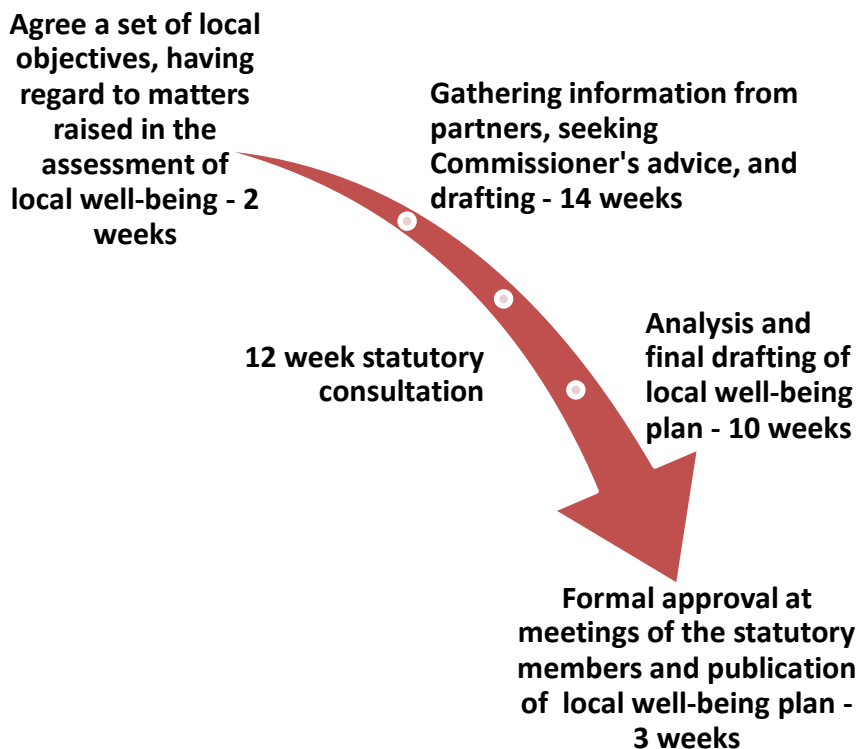 Agree a set of local
objectives, having
regard to matters
raised in the
assessment of
local well-being - 2
weeks
Gathering information from
partners, seeking
Commissioner's advice, and
drafting - 14 weeks
12 week statutory
consultation
Analysis and
final drafting of
local well-being
plan - 10 weeks
Formal approval at
meetings of the statutory
members and publication
of local well-being plan -
3 weeks